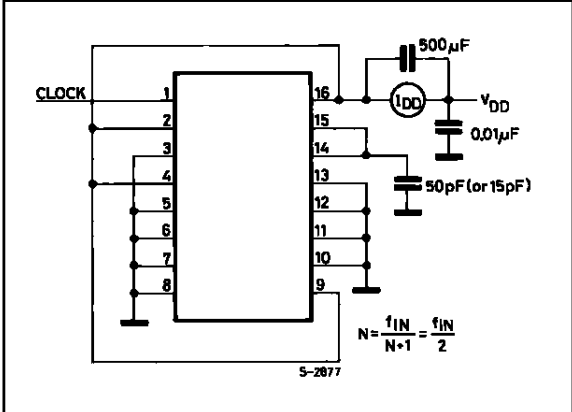 500µF
CLOCK
1
16
IDD
VDD
2
15
0.01µF
3
14
4
13
50pF(or 15pF)
5
12
6
11
7
10
8
9
N= fIN/N+1 = fIN/2
S-2877